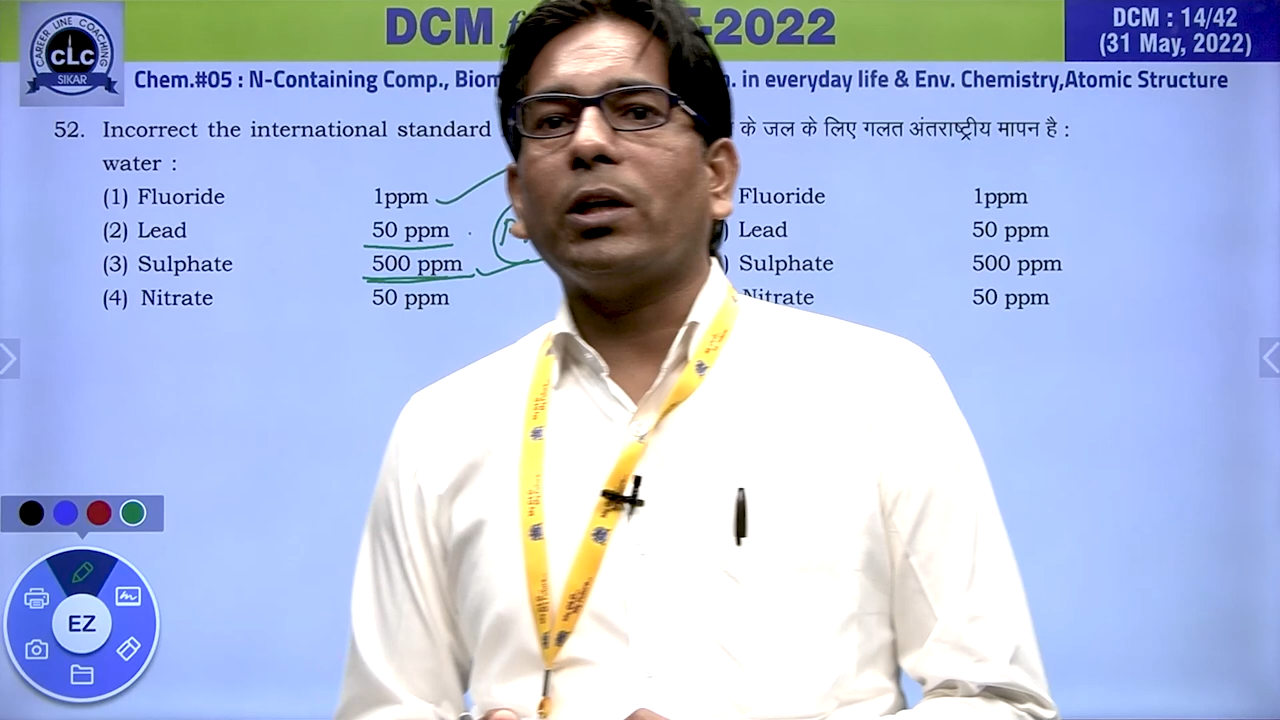 CAREER LINE COACHING
CLC
SIKAR
DCM -2022
DCM : 14/42
(31 May, 2022)
Chem.#05 : N-Containing Comp., in everyday life & Env. Chemistry,Atomic Structure
52. Incorrect the international standard
water :
(1) Fluoride 1ppm
(2) Lead 50 ppm
(3) Sulphate 500 ppm
(4) Nitrate 50 ppm
के जल के लिए गलत अंतराष्ट्रीय मापन है :
Fluoride 1ppm
Lead 50 ppm
Sulphate 500 ppm
Nitrate 50 ppm
EZ